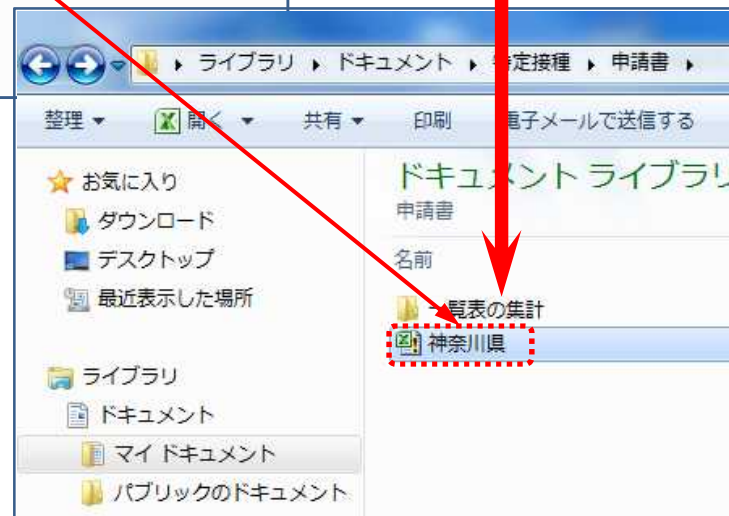 ライブラリ ▸ ドキュメント ▸ 特定接種 ▸ 申請書 ▸
整理 ▼ 開く ▼ 共有 ▼ 印刷 電子メールで送信する
お気に入り
ダウンロード
デスクトップ
最近表示した場所
ライブラリ
ドキュメント
マイ ドキュメント
パブリックのドキュメント
ドキュメント ライブラリ
申請書
名前
一覧表の集計
神奈川県